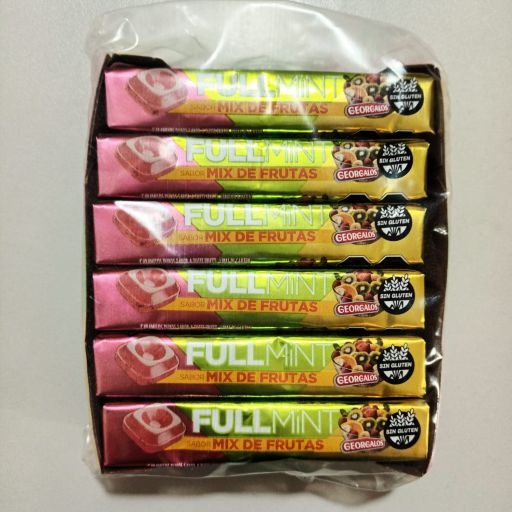 FULLMINT
SABOR MIX DE FRUTAS
GEORGALOS
SIN GLUTEN
FULLMINT
SABOR MIX DE FRUTAS
GEORGALOS
SIN GLUTEN
FULLMINT
SABOR MIX DE FRUTAS
GEORGALOS
SIN GLUTEN
FULLMINT
SABOR MIX DE FRUTAS
GEORGALOS
SIN GLUTEN
FULLMINT
SABOR MIX DE FRUTAS
GEORGALOS
SIN GLUTEN
FULLMINT
SABOR MIX DE FRUTAS
GEORGALOS
SIN GLUTEN